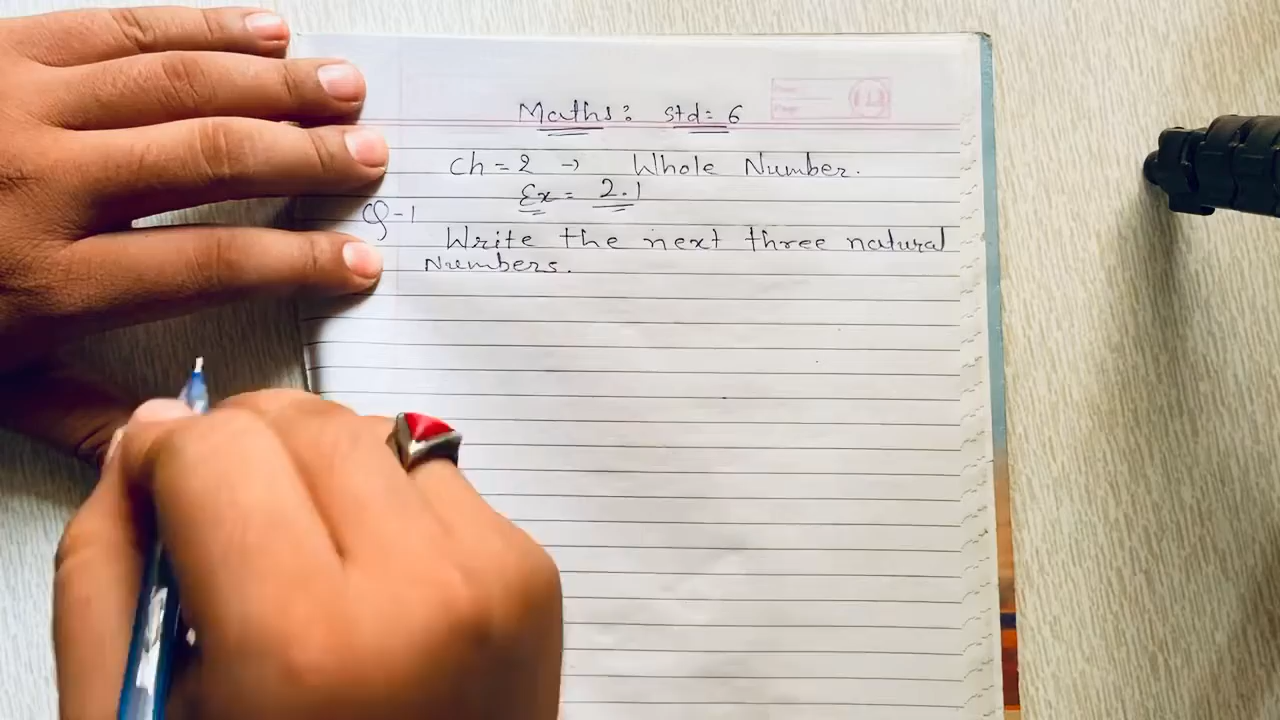 Maths: std= 6
Ch = 2 → Whole Number.
Ex = 2.1
Q-1
Write the next three natural
Numbers.